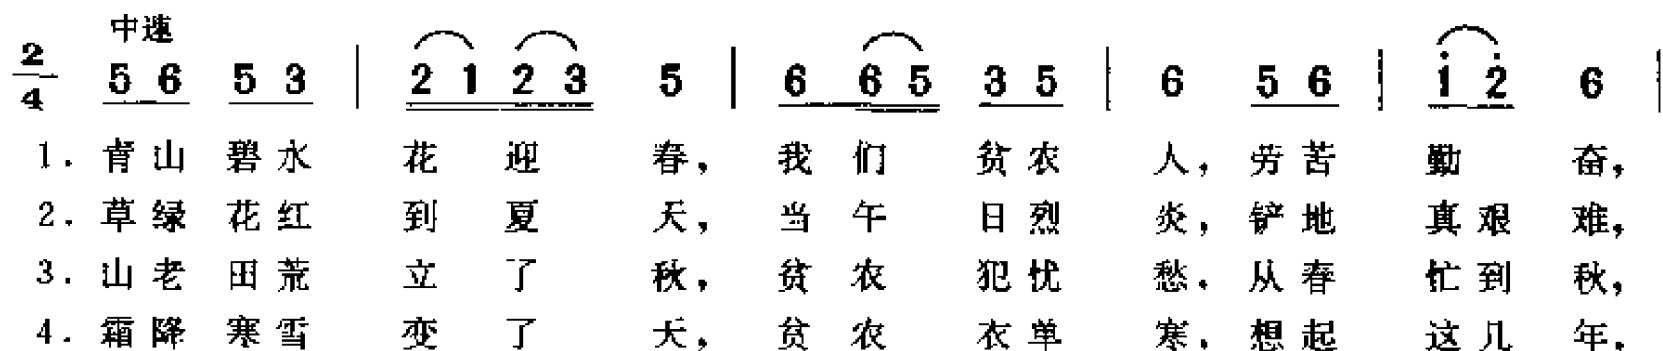 中速
2/4 5 6 5 3 | 2 1 2 3 5 | 6 6 5 3 5 | 6 5 6 | 1 2 6 |
1. 青山 碧水 花 迎 春, 我 们 贫农 人, 劳苦 勤 奋,
2. 草绿 花红 到 夏 天, 当 午 日烈 炎, 铲地 真艰 难,
3. 山老 田荒 立 了 秋, 贫 农 犯忧 愁. 从春 忙到 秋,
4. 霜降 寒雪 变 了 天, 贫 农 衣单 寒. 想起 这几 年.